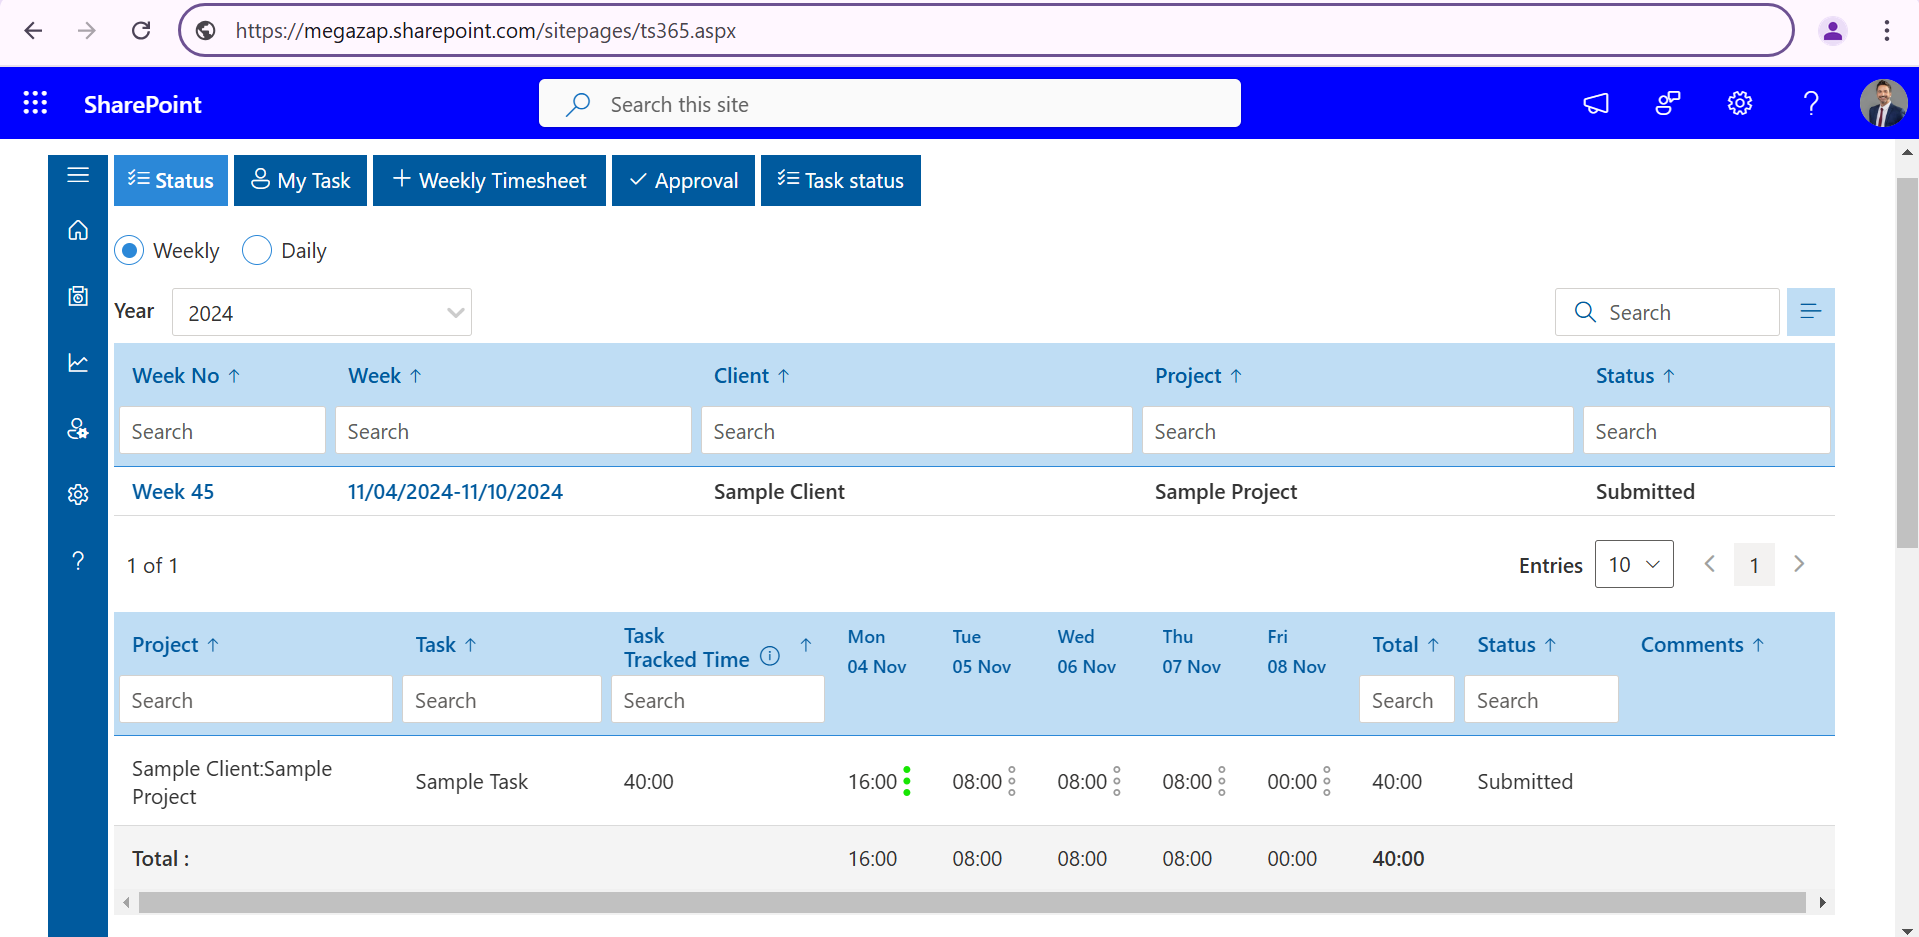 https://megazap.sharepoint.com/sitepages/ts365.aspx
SharePoint
Search this site
Status My Task Weekly Timesheet Approval Task status
Weekly Daily
Year 2024 Search
Week No Week Client Project Status
Search Search Search Search Search
Week 45 11/04/2024-11/10/2024 Sample Client Sample Project Submitted
1 of 1 Entries 10 1
Project Task Task Tracked Time Mon 04 Nov Tue 05 Nov Wed 06 Nov Thu 07 Nov Fri 08 Nov Total Status Comments
Search Search Search Search Search
Sample Client:Sample Project Sample Task 40:00 16:00 08:00 08:00 08:00 00:00 40:00 Submitted
Total : 16:00 08:00 08:00 08:00 00:00 40:00